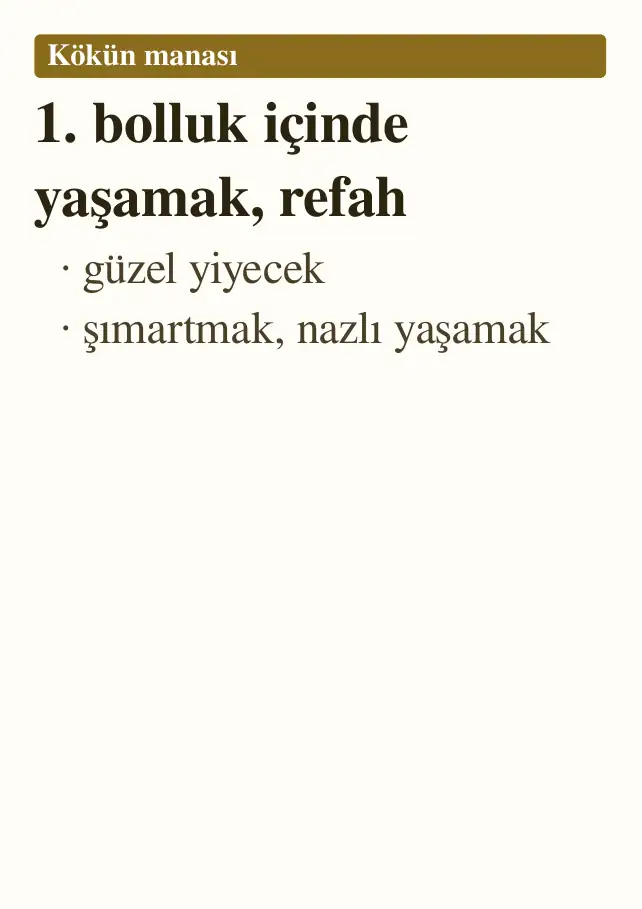 Kökün manası
1. bolluk içinde
yaşamak, refah
· güzel yiyecek
· şımartmak, nazlı yaşamak